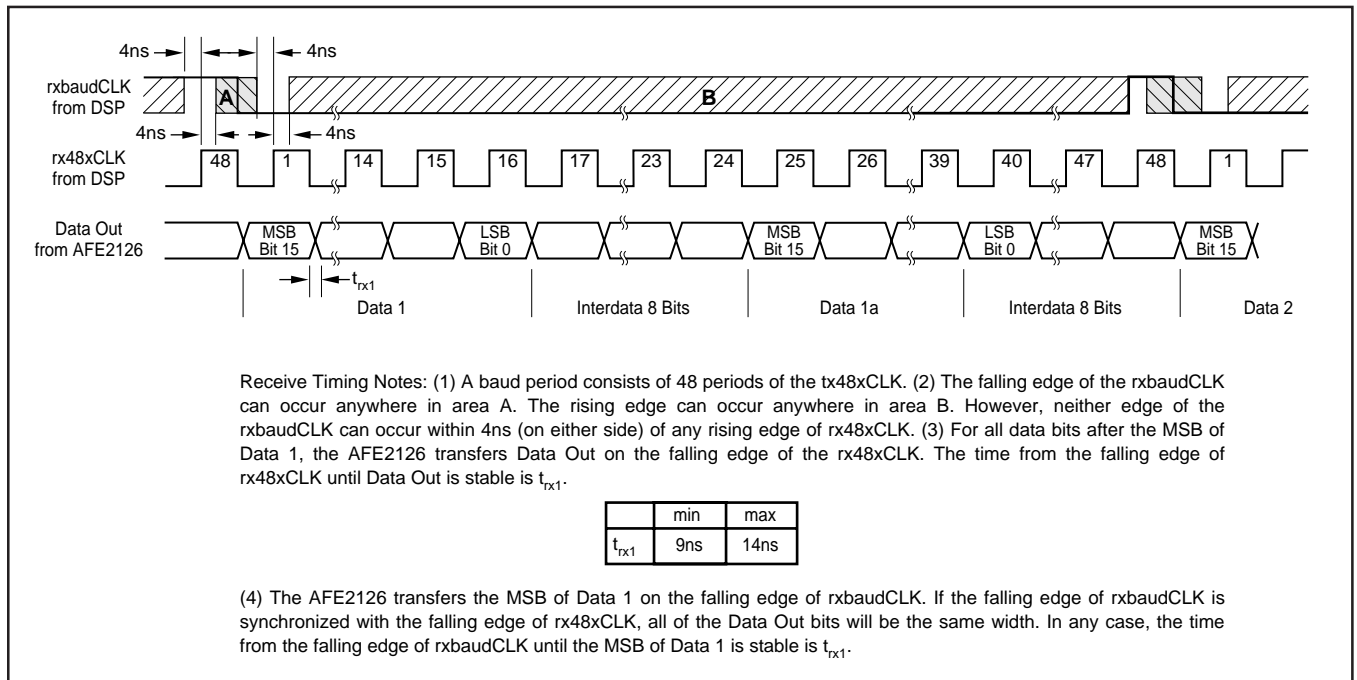 4ns 4ns
rxbaudCLK
from DSP
A B
4ns 4ns
rx48xCLK
from DSP
48 1 14 15 16 17 23 24 25 26 39 40 47 48 1
Data Out
from AFE2126
MSB
Bit 15
LSB
Bit 0
MSB
Bit 15
LSB
Bit 0
MSB
Bit 15
trx1
Data 1 Interdata 8 Bits Data 1a Interdata 8 Bits Data 2
Receive Timing Notes: (1) A baud period consists of 48 periods of the tx48xCLK. (2) The falling edge of the rxbaudCLK
can occur anywhere in area A. The rising edge can occur anywhere in area B. However, neither edge of the
rxbaudCLK can occur within 4ns (on either side) of any rising edge of rx48xCLK. (3) For all data bits after the MSB of
Data 1, the AFE2126 transfers Data Out on the falling edge of the rx48xCLK. The time from the falling edge of
rx48xCLK until Data Out is stable is trx1.
min max
trx1 9ns 14ns
(4) The AFE2126 transfers the MSB of Data 1 on the falling edge of rxbaudCLK. If the falling edge of rxbaudCLK is
synchronized with the falling edge of rx48xCLK, all of the Data Out bits will be the same width. In any case, the time
from the falling edge of rxbaudCLK until the MSB of Data 1 is stable is trx1.